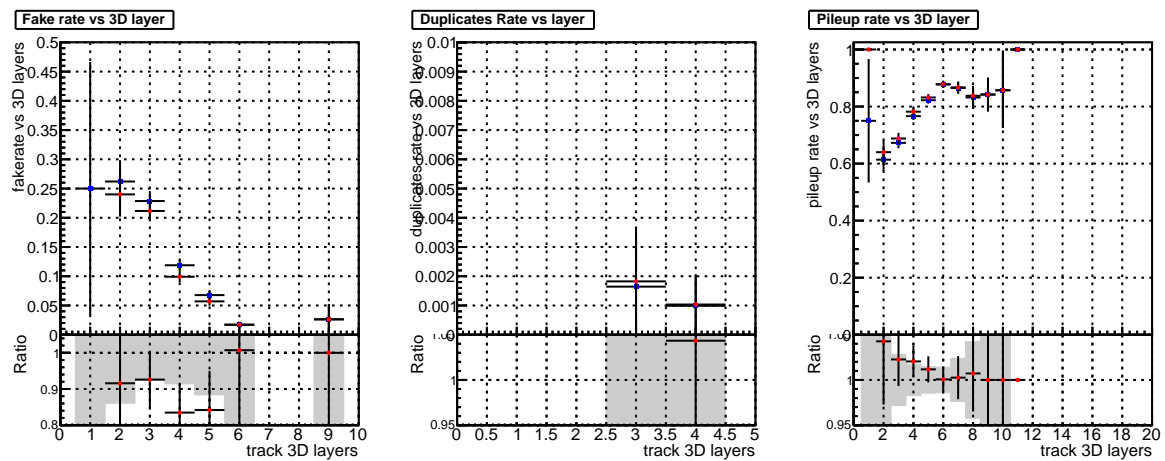 Fake rate vs 3D layer
fakerate vs 3D layers
0.5
0.45
0.4
0.35
0.3
0.25
0.2
0.15
0.1
0.05
0
Ratio
1
0.9
0.8
0 1 2 3 4 5 6 7 8 9 10
track 3D layers
Duplicates Rate vs layer
duplicates rate vs 3D layers
0.01
0.009
0.008
0.007
0.006
0.005
0.004
0.003
0.002
0.001
0
Ratio
1
0.95
0 0.5 1 1.5 2 2.5 3 3.5 4 4.5 5
track 3D layers
Pileup rate vs 3D layer
pileup rate vs 3D layers
1
0.8
0.6
0.4
0.2
0
Ratio
1
0.95
0 2 4 6 8 10 12 14 16 18 20
track 3D layers